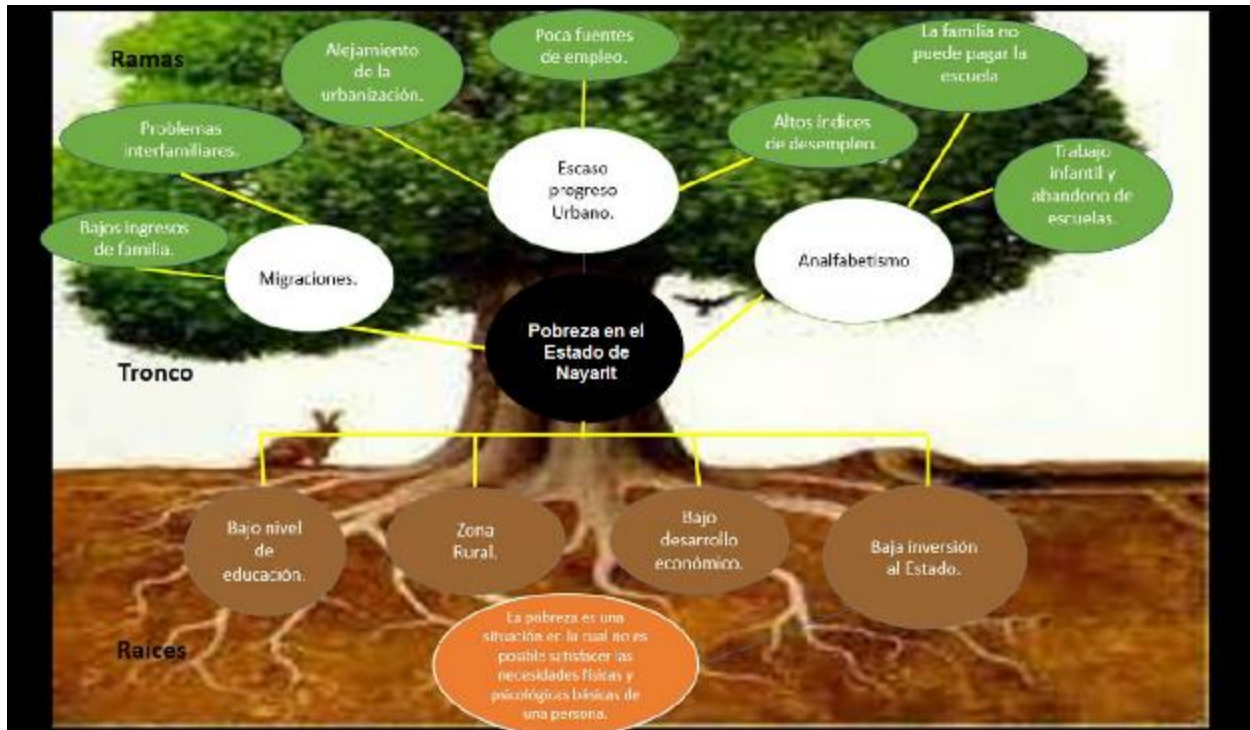 Ramas
Alejamiento
de la
urbanización.
Poca fuentes
de empleo.
La familia no
puede pagar la
escuela
Problemas
interfamiliares.
Altos índices
de desempleo.
Trabajo
infantil y
abandono de
escuelas.
Escaso
progreso
Urbano.
Bajos ingresos
de familia.
Migraciones.
Analfabetismo
Pobreza en el
Estado de
Nayarit
Tronco
Bajo nivel
de
educación.
Zona
Rural.
Bajo
desarrollo
económico.
Baja inversión
al Estado.
Raíces
La pobreza es una
situación en la cual no es
posible satisfacer las
necesidades físicas y
psicológicas básicas de
una persona.